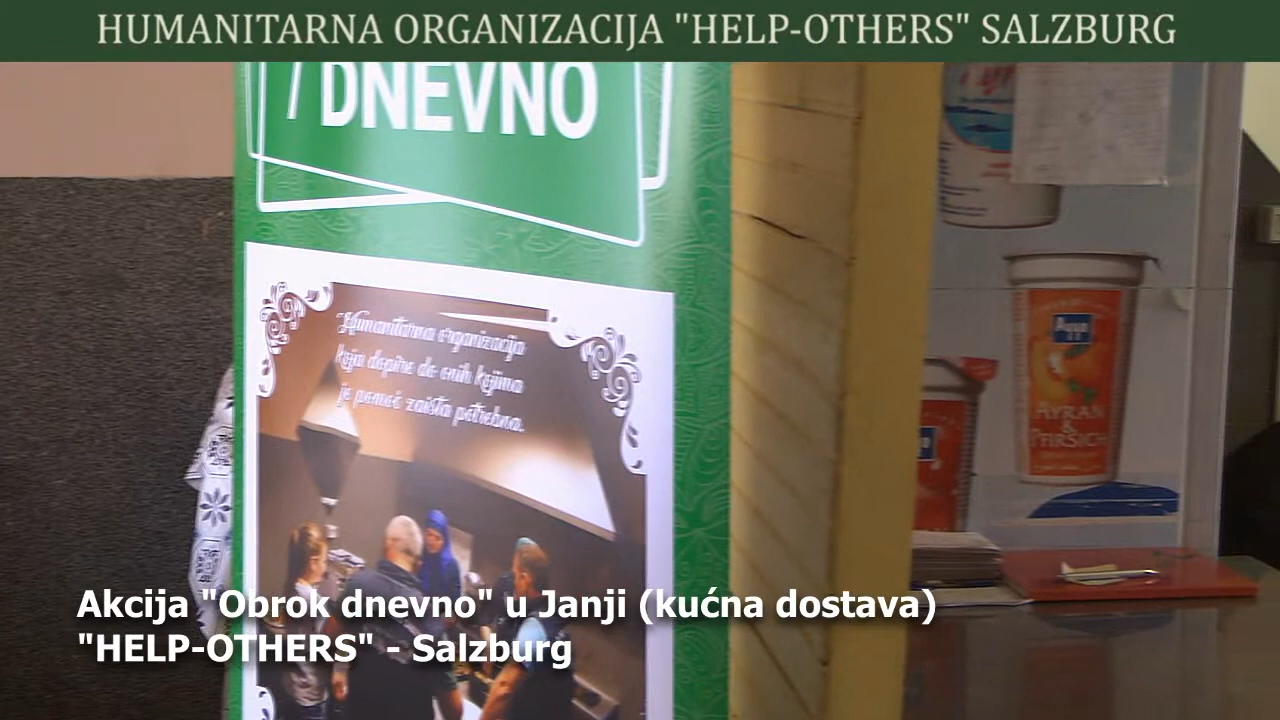 HUMANITARNA ORGANIZACIJA "HELP-OTHERS" SALZBURG
DNEVNO
Humanitarna organizacija
koja dopire do onih kojima
je pomoć zaista potrebna.
AYRAN
&
PFIRSICH
Akcija "Obrok dnevno" u Janji (kućna dostava)
"HELP-OTHERS" - Salzburg